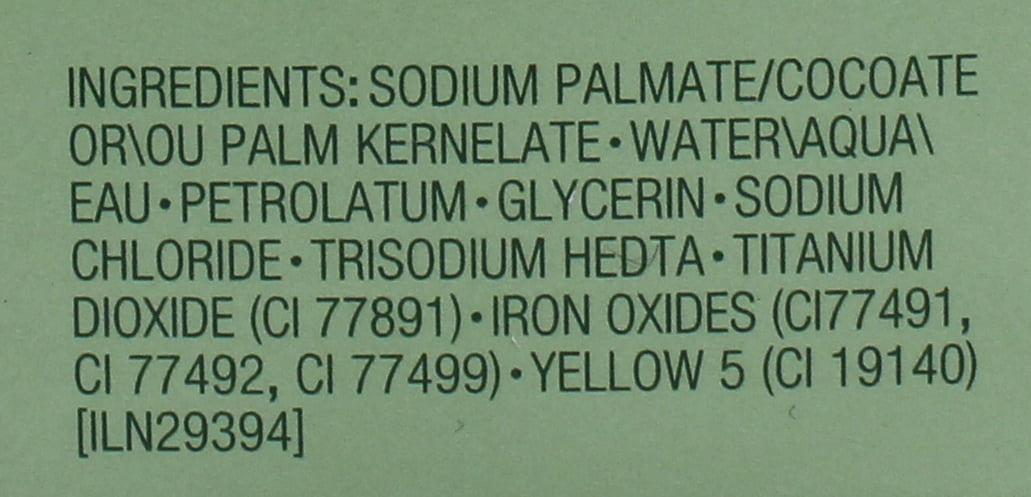 INGREDIENTS: SODIUM PALMATE/COCOATE
OR\OU PALM KERNELATE • WATER\AQUA\
EAU • PETROLATUM • GLYCERIN • SODIUM
CHLORIDE • TRISODIUM HEDTA • TITANIUM
DIOXIDE (CI 77891) • IRON OXIDES (CI77491,
CI 77492, CI 77499) • YELLOW 5 (CI 19140)
[ILN29394]